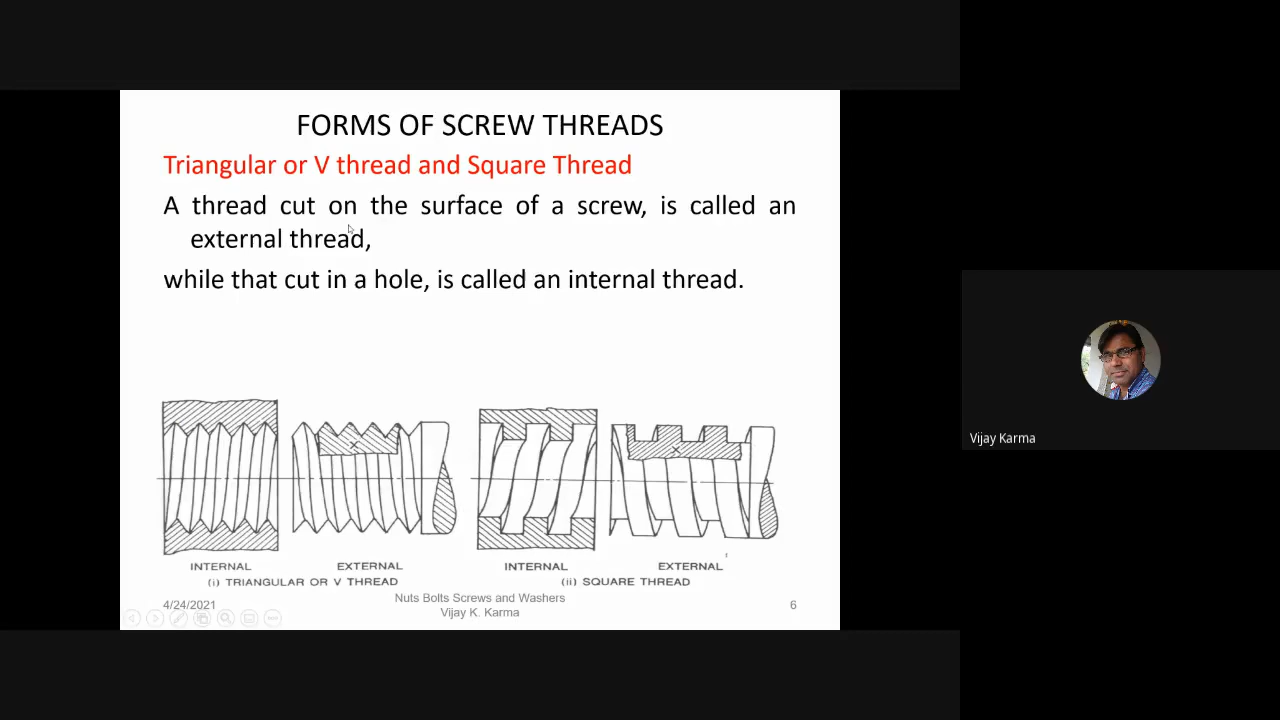 FORMS OF SCREW THREADS
Triangular or V thread and Square Thread
A thread cut on the surface of a screw, is called an
external thread,
while that cut in a hole, is called an internal thread.
INTERNAL
EXTERNAL
(i) TRIANGULAR OR V THREAD
INTERNAL
EXTERNAL
(ii) SQUARE THREAD
4/24/2021
Nuts Bolts Screws and Washers
Vijay K. Karma
6
Vijay Karma